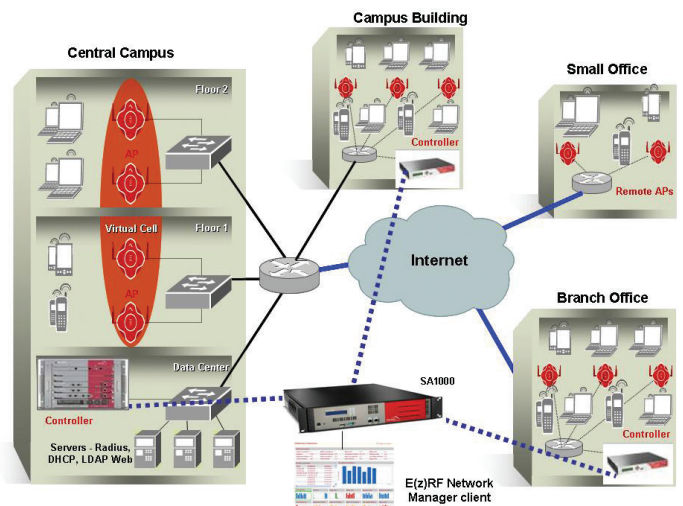 Campus Building
Central Campus
Small Office
Floor 2
AP
Controller
Remote APs
Virtual Cell
Floor 1
Internet
AP
Branch Office
Data Center
SA1000
Controller
Controller
Servers - Radius,
DHCP, LDAP Web
E(z)RF Network
Manager client